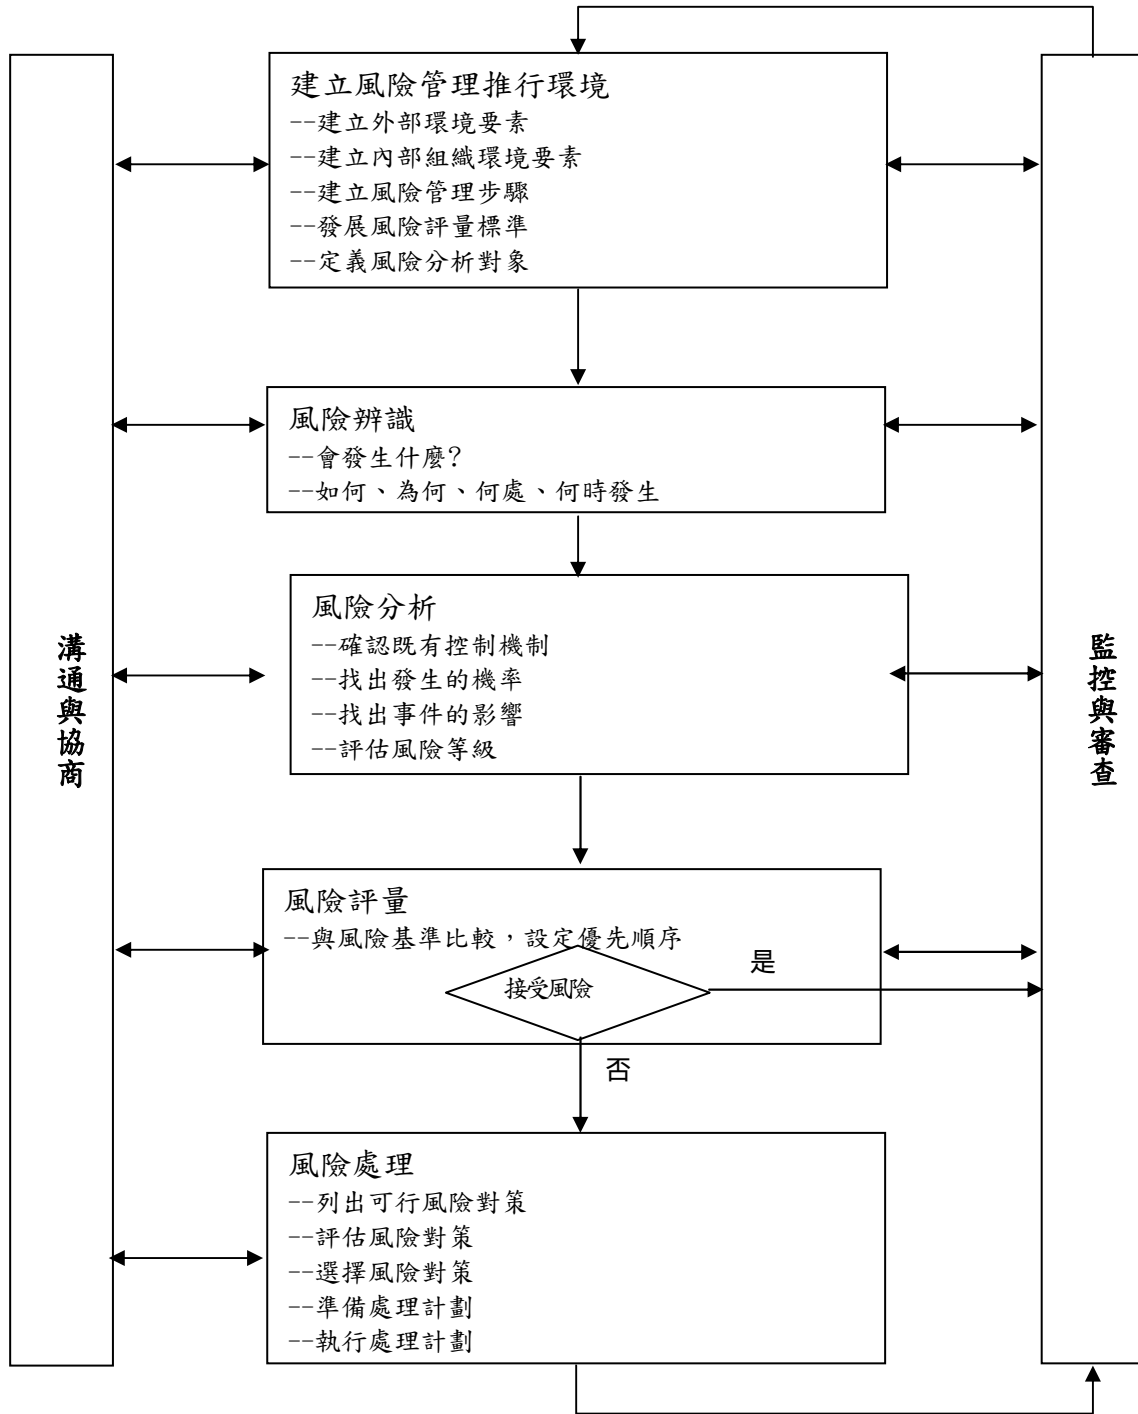 建立風險管理推行環境
--建立外部環境要素
--建立內部組織環境要素
--建立風險管理步驟
--發展風險評量標準
--定義風險分析對象
風險辨識
--會發生什麼?
--如何、為何、何處、何時發生
風險分析
--確認既有控制機制
--找出發生的機率
--找出事件的影響
--評估風險等級
溝通與協商
監控與審查
風險評量
--與風險基準比較，設定優先順序
是
接受風險
否
風險處理
--列出可行風險對策
--評估風險對策
--選擇風險對策
--準備處理計劃
--執行處理計劃